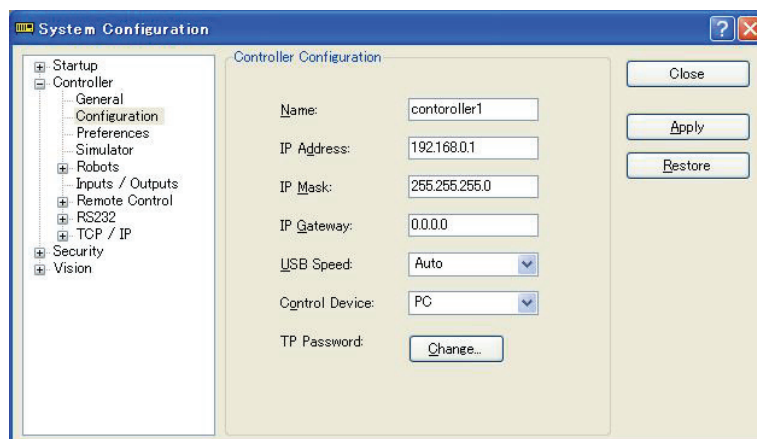 System Configuration
Startup
Controller
General
Configuration
Preferences
Simulator
Robots
Inputs / Outputs
Remote Control
RS232
TCP / IP
Security
Vision
Controller Configuration
Name: contoroller1
IP Address: 192.168.0.1
IP Mask: 255.255.255.0
IP Gateway: 0.0.0.0
USB Speed: Auto
Control Device: PC
TP Password: Change...
Close
Apply
Restore